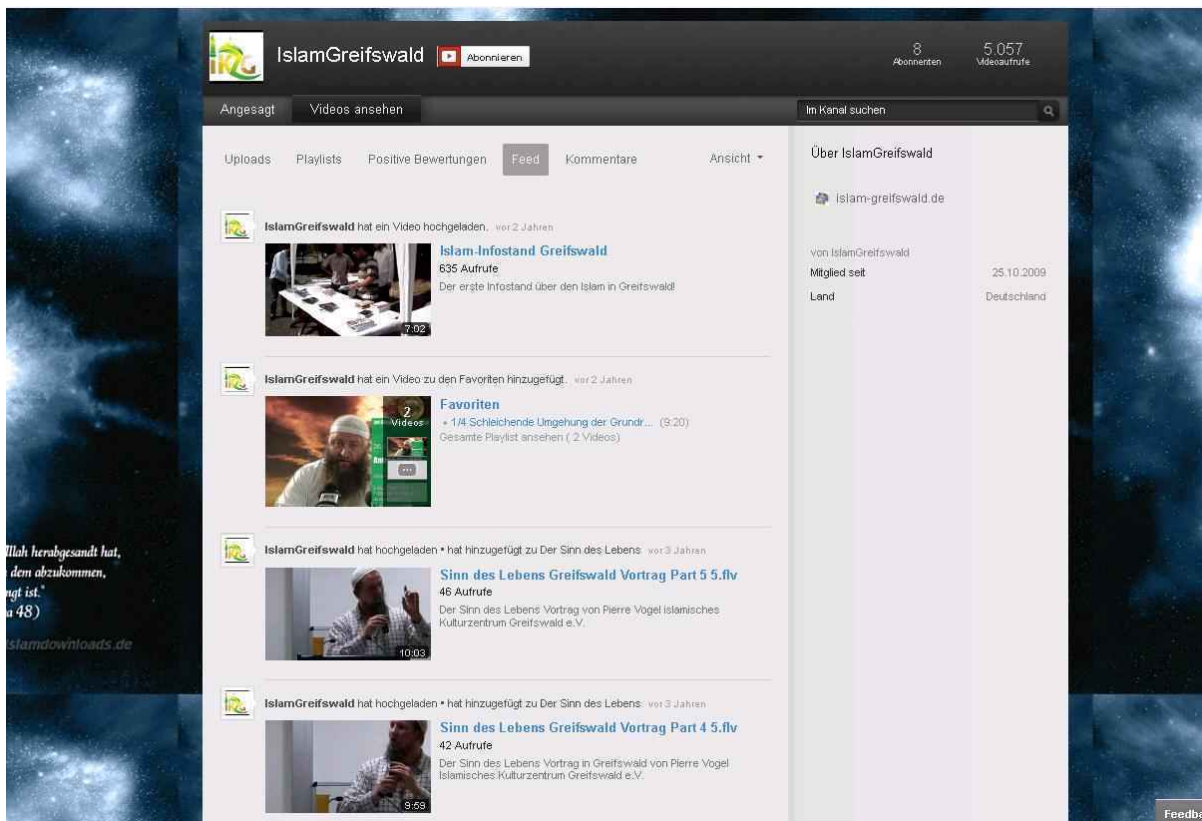 IslamGreifswald
Abonnieren
8
Abonnenten
5.057
Videoaufrufe
Angesagt
Videos ansehen
Im Kanal suchen
Uploads
Playlists
Positive Bewertungen
Feed
Kommentare
Ansicht
Über IslamGreifswald
islam-greifswald.de
von IslamGreifswald
Mitglied seit 25.10.2009
Land Deutschland
IslamGreifswald hat ein Video hochgeladen. vor 2 Jahren
Islam-Infostand Greifswald
635 Aufrufe
Der erste Infostand über den Islam in Greifswald!
7:02
IslamGreifswald hat ein Video zu den Favoriten hinzugefügt. vor 2 Jahren
2
Videos
Favoriten
1/4 Schleichende Umgehung der Grundr... (9:20)
Gesamte Playlist ansehen ( 2 Videos)
IslamGreifswald hat hochgeladen • hat hinzugefügt zu Der Sinn des Lebens vor 3 Jahren
Sinn des Lebens Greifswald Vortrag Part 5 5.flv
46 Aufrufe
Der Sinn des Lebens Vortrag von Pierre Vogel islamisches
Kulturzentrum Greifswald e.V.
10:03
IslamGreifswald hat hochgeladen • hat hinzugefügt zu Der Sinn des Lebens vor 3 Jahren
Sinn des Lebens Greifswald Vortrag Part 4 5.flv
42 Aufrufe
Der Sinn des Lebens Vortrag in Greifswald von Pierre Vogel
Islamisches Kulturzentrum Greifswald e.V.
9:59
llah herabgesandt hat,
dem abzukommen,
ngt ist."
a 48)
islamdownloads.de
Feedba